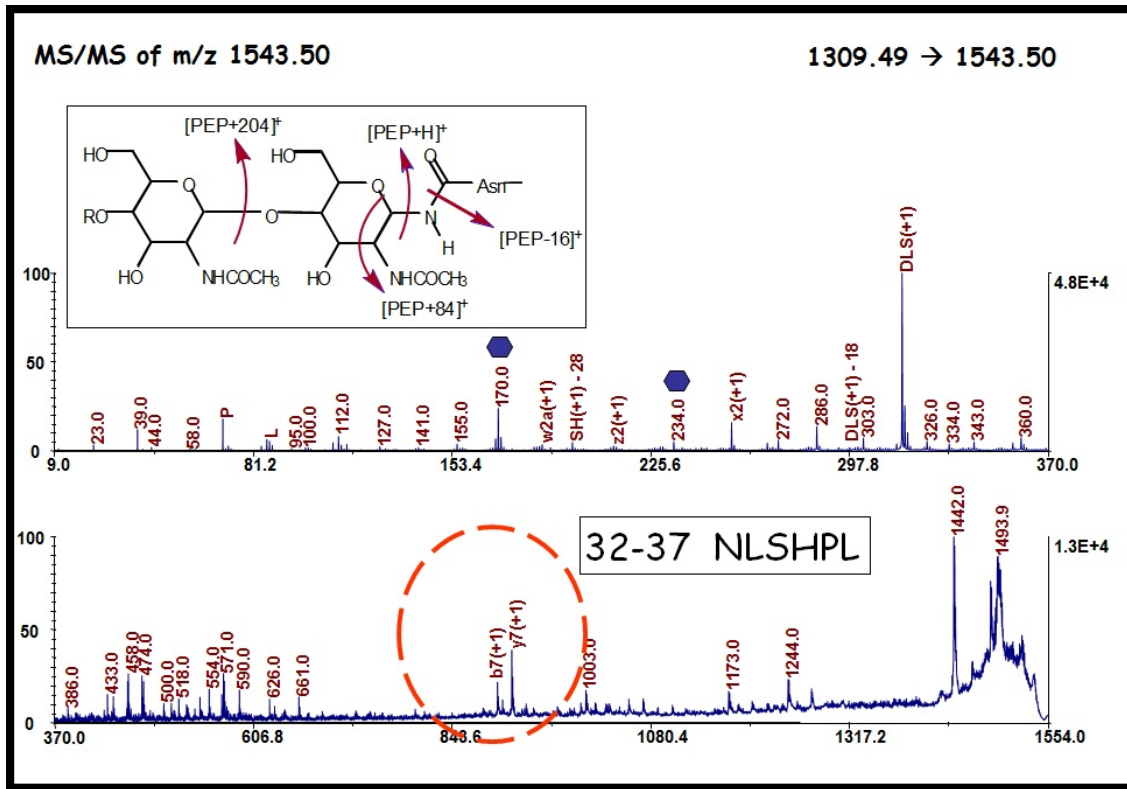 MS/MS of m/z 1543.50
1309.49 → 1543.50
[PEP+204]⁺
[PEP+H]⁺
HO
HO
O
O
O
Asn
RO
O
N
H
[PEP-16]⁺
HO
NHCOCH₃
HO
NHCOCH₃
[PEP+84]⁺
100
50
0
4.8E+4
23.0
39.0
44.0
58.0
P
L
95.0
100.0
112.0
127.0
141.0
155.0
170.0
w2a(+1)
SH(+1) - 28
z2(+1)
234.0
x2(+1)
272.0
286.0
DLS(+1) - 18
303.0
DLS(+1)
326.0
334.0
343.0
360.0
9.0
81.2
153.4
225.6
297.8
370.0
32-37 NLSHPL
100
50
0
1.3E+4
386.0
433.0
458.0
474.0
500.0
518.0
554.0
571.0
590.0
626.0
661.0
b7(+1)
y7(+1)
1003.0
1173.0
1244.0
1442.0
1493.9
370.0
606.8
843.6
1080.4
1317.2
1554.0